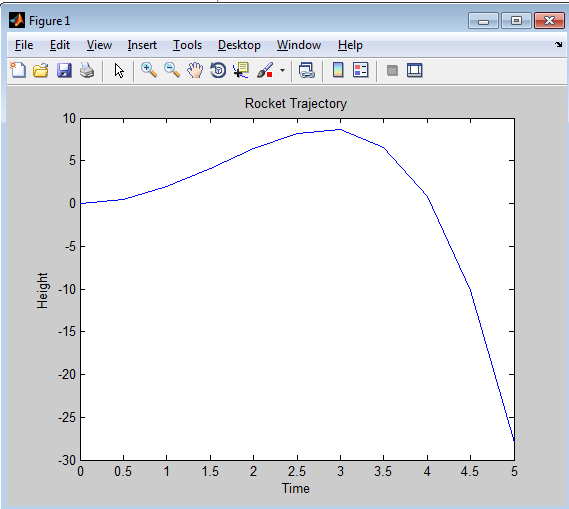 Figure 1
File Edit View Insert Tools Desktop Window Help
Rocket Trajectory
10
5
0
-5
-10
-15
-20
-25
-30
Height
0 0.5 1 1.5 2 2.5 3 3.5 4 4.5 5
Time